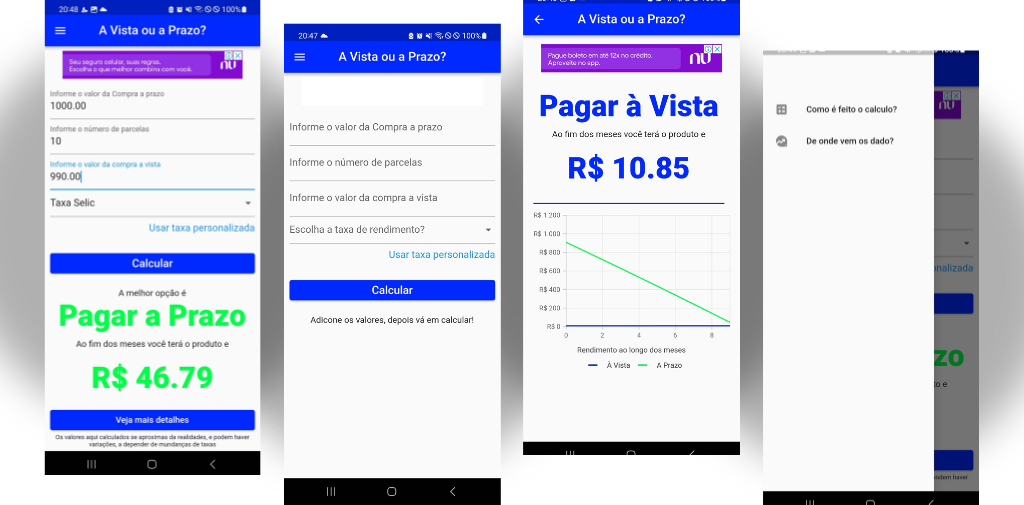 20:48
100%
A Vista ou a Prazo?
Seu seguro celular, suas regras.
Escolha o que melhor combina com você.
nu
Informe o valor da Compra a prazo
1000.00
Informe o número de parcelas
10
Informe o valor da compra a vista
990.00
Taxa Selic
Usar taxa personalizada
Calcular
A melhor opção é
Pagar a Prazo
Ao fim dos meses você terá o produto e
R$ 46.79
Veja mais detalhes
Os valores aqui calculados se aproximas da realidades, e podem haver
variações, a depender de mundanças de taxas
20:47
100%
A Vista ou a Prazo?
Informe o valor da Compra a prazo
Informe o número de parcelas
Informe o valor da compra a vista
Escolha a taxa de rendimento?
Usar taxa personalizada
Calcular
Adicone os valores, depois vá em calcular!
A Vista ou a Prazo?
Pague boleto em até 12x no crédito.
Aproveite no app.
nu
Pagar à Vista
Ao fim dos meses você terá o produto e
R$ 10.85
R$ 1.200
R$ 1.000
R$ 800
R$ 600
R$ 400
R$ 200
R$ 0
0 2 4 6 8
Rendimento ao longo dos meses
À Vista A Prazo
Como é feito o calculo?
De onde vem os dado?
nu
nalizada
zo
to e
podem haver